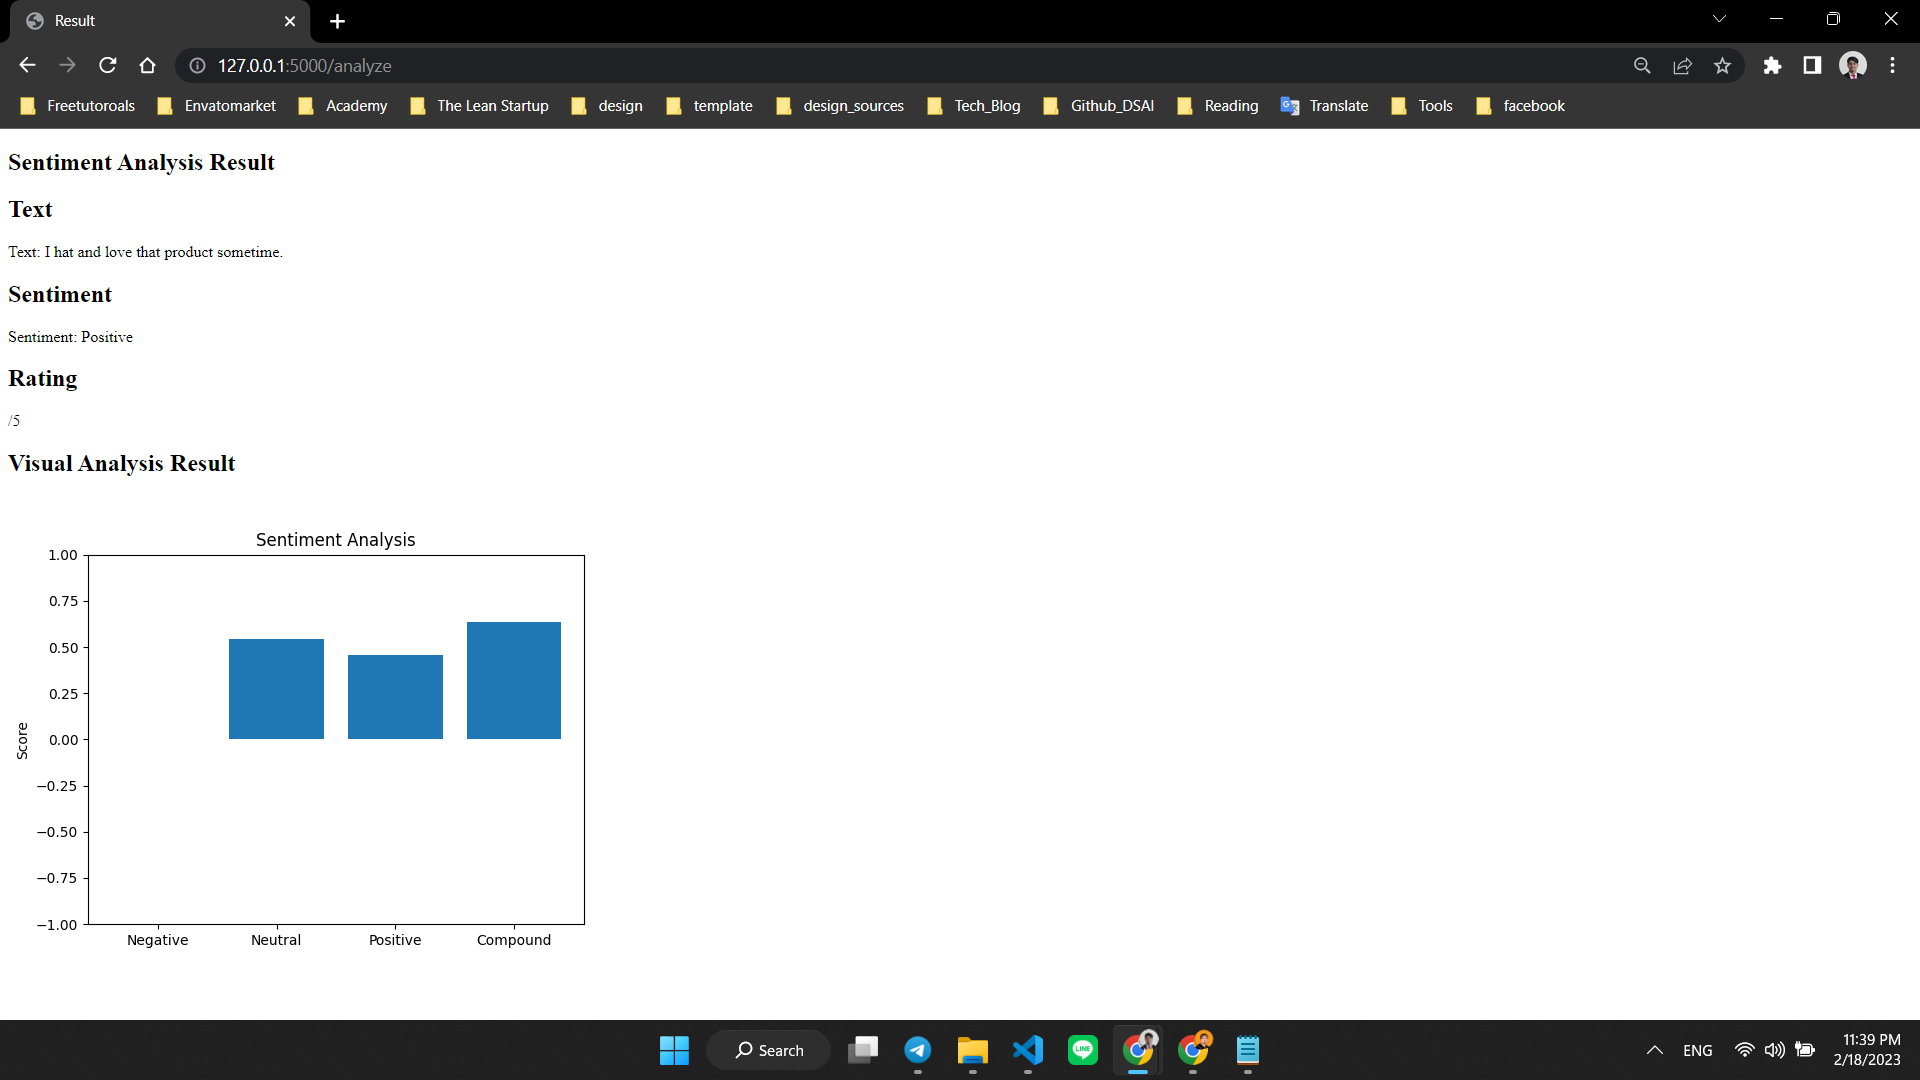 Result
127.0.0.1:5000/analyze
Freetutoroals Envatomarket Academy The Lean Startup design template design_sources Tech_Blog Github_DSAI Reading Translate Tools facebook
Sentiment Analysis Result
Text
Text: I hat and love that product sometime.
Sentiment
Sentiment: Positive
Rating
/5
Visual Analysis Result
Sentiment Analysis
1.00
0.75
0.50
0.25
0.00
−0.25
−0.50
−0.75
−1.00
Score
Negative Neutral Positive Compound
Search
LINE
ENG
11:39 PM
2/18/2023